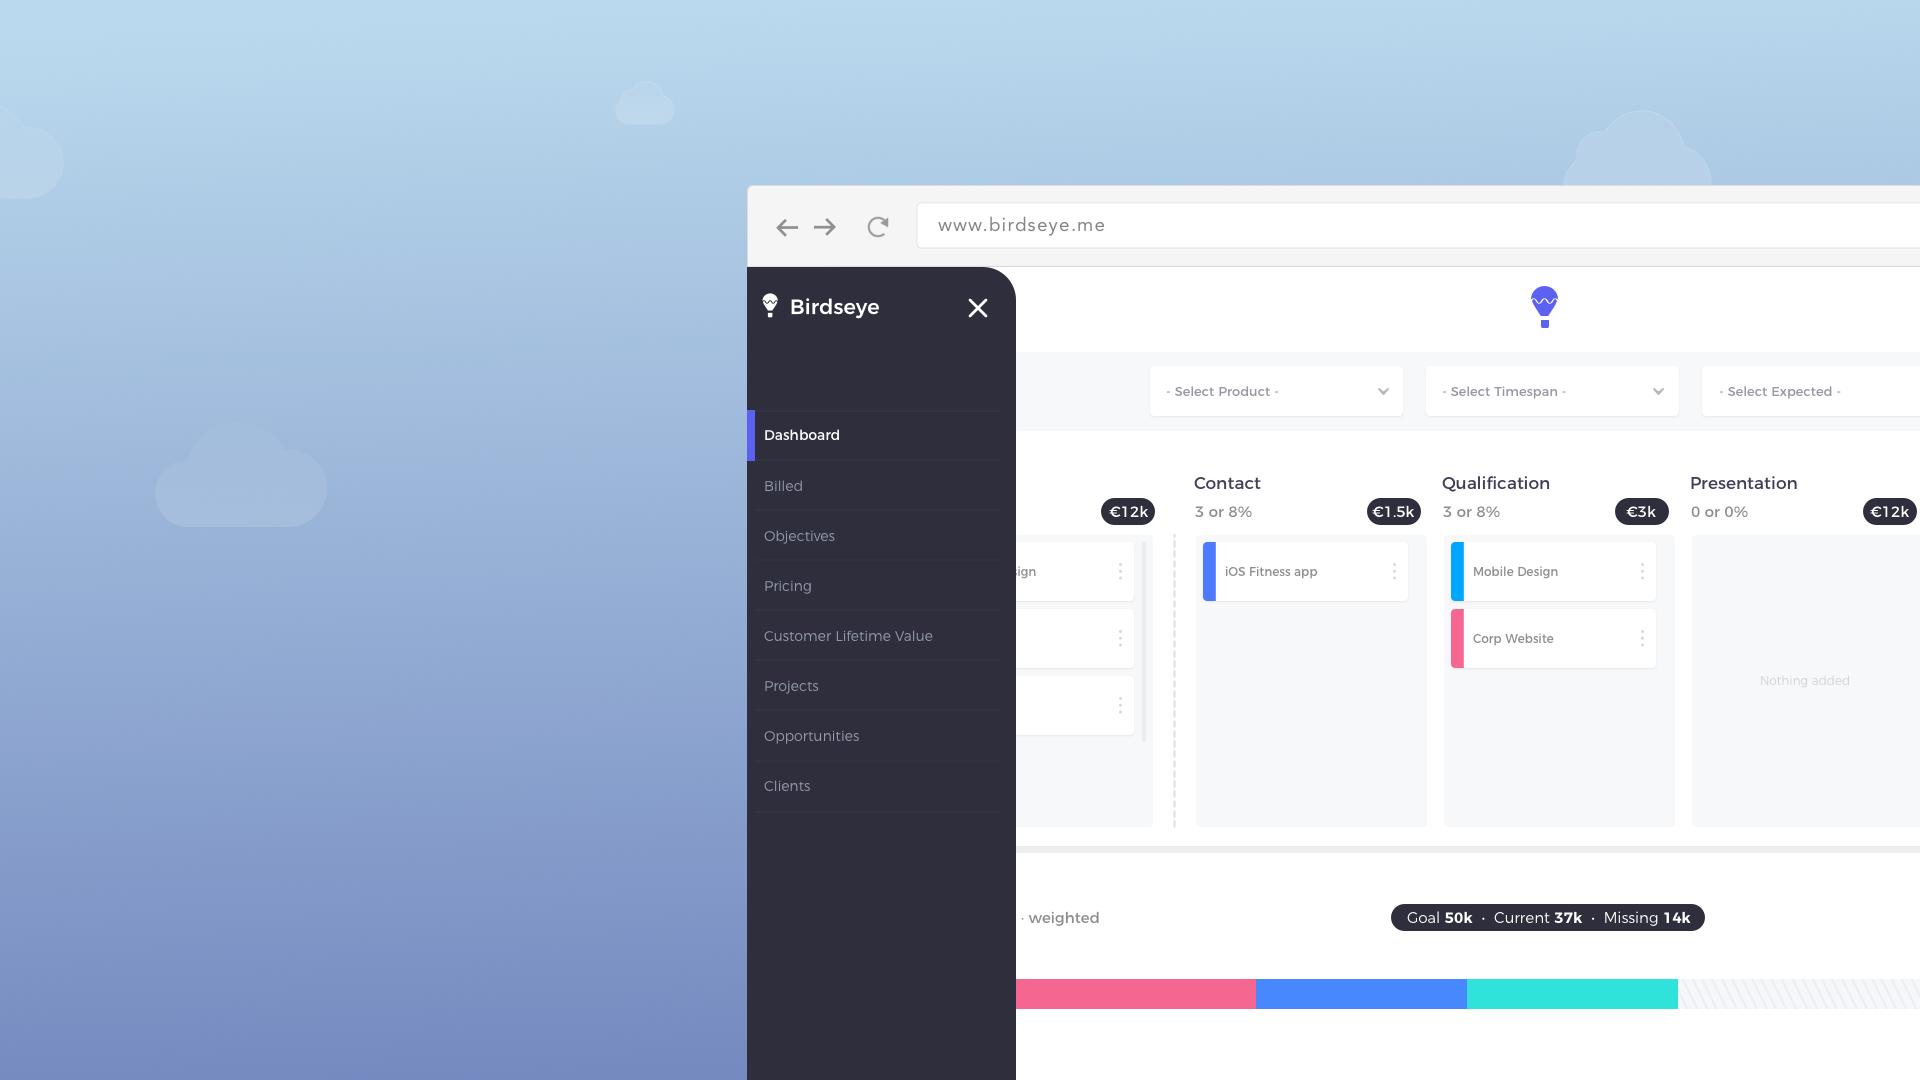 www.birdseye.me
Birdseye
Dashboard
Billed
Objectives
Pricing
Customer Lifetime Value
Projects
Opportunities
Clients
- Select Product -
- Select Timespan -
- Select Expected -
€12k
Contact
3 or 8%
€1.5k
Qualification
3 or 8%
€3k
Presentation
0 or 0%
€12k
iOS Fitness app
Mobile Design
Corp Website
Nothing added
· weighted
Goal 50k · Current 37k · Missing 14k